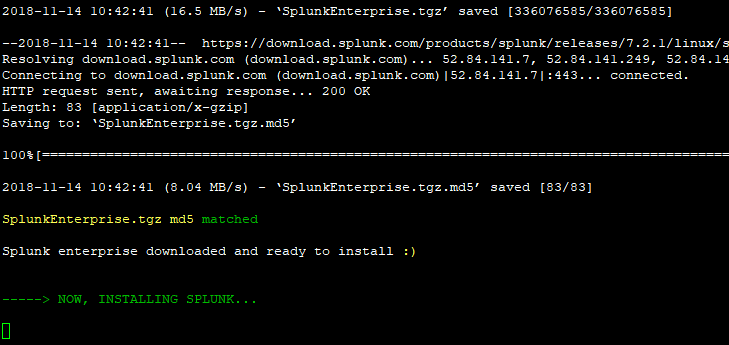 2018-11-14 10:42:41 (16.5 MB/s) - ‘SplunkEnterprise.tgz’ saved [336076585/336076585]
--2018-11-14 10:42:41--  https://download.splunk.com/products/splunk/releases/7.2.1/linux/s
Resolving download.splunk.com (download.splunk.com)... 52.84.141.7, 52.84.141.249, 52.84.14
Connecting to download.splunk.com (download.splunk.com)|52.84.141.7|:443... connected.
HTTP request sent, awaiting response... 200 OK
Length: 83 [application/x-gzip]
Saving to: ‘SplunkEnterprise.tgz.md5’
100%[======================================================================================
2018-11-14 10:42:41 (8.04 MB/s) - ‘SplunkEnterprise.tgz.md5’ saved [83/83]
SplunkEnterprise.tgz md5 matched
Splunk enterprise downloaded and ready to install :)
-----> NOW, INSTALLING SPLUNK...